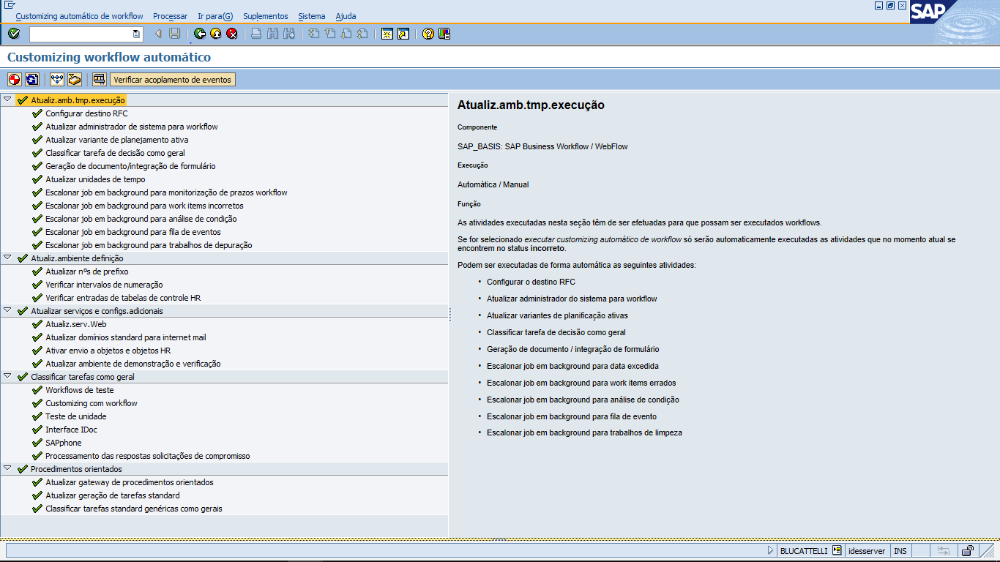 Customizing automático de workflow Processar Ir para(G) Suplementos Sistema Ajuda
SAP
Customizing workflow automático
Verificar acoplamento de eventos
Atualiz.amb.tmp.execução
Configurar destino RFC
Atualizar administrador de sistema para workflow
Atualizar variante de planejamento ativa
Classificar tarefa de decisão como geral
Geração de documento/integração de formulário
Atualizar unidades de tempo
Escalonar job em background para monitorização de prazos workflow
Escalonar job em background para work items incorretos
Escalonar job em background para análise de condição
Escalonar job em background para fila de eventos
Escalonar job em background para trabalhos de depuração
Atualiz.ambiente definição
Atualizar nºs de prefixo
Verificar intervalos de numeração
Verificar entradas de tabelas de controle HR
Atualizar serviços e configs.adicionais
Atualiz.serv.Web
Atualizar domínios standard para internet mail
Ativar envio a objetos e objetos HR
Atualizar ambiente de demonstração e verificação
Classificar tarefas como geral
Workflows de teste
Customizing com workflow
Teste de unidade
Interface IDoc
SAPphone
Processamento das respostas solicitações de compromisso
Procedimentos orientados
Atualizar gateway de procedimentos orientados
Atualizar geração de tarefas standard
Classificar tarefas standard genéricas como gerais
Atualiz.amb.tmp.execução
Componente
SAP_BASIS: SAP Business Workflow / WebFlow
Execução
Automática / Manual
Função
As atividades executadas nesta seção têm de ser efetuadas para que possam ser executados workflows.
Se for selecionado executar customizing automático de workflow só serão automaticamente executadas as atividades que no momento atual se
encontrem no status incorreto.
Podem ser executadas de forma automática as seguintes atividades:
• Configurar o destino RFC
• Atualizar administrador do sistema para workflow
• Atualizar variantes de planificação ativas
• Classificar tarefa de decisão como geral
• Geração de documento / integração de formulário
• Escalonar job em background para data excedida
• Escalonar job em background para work items errados
• Escalonar job em background para análise de condição
• Escalonar job em background para fila de evento
• Escalonar job em background para trabalhos de limpeza
BLUCATTELLI idesserver INS